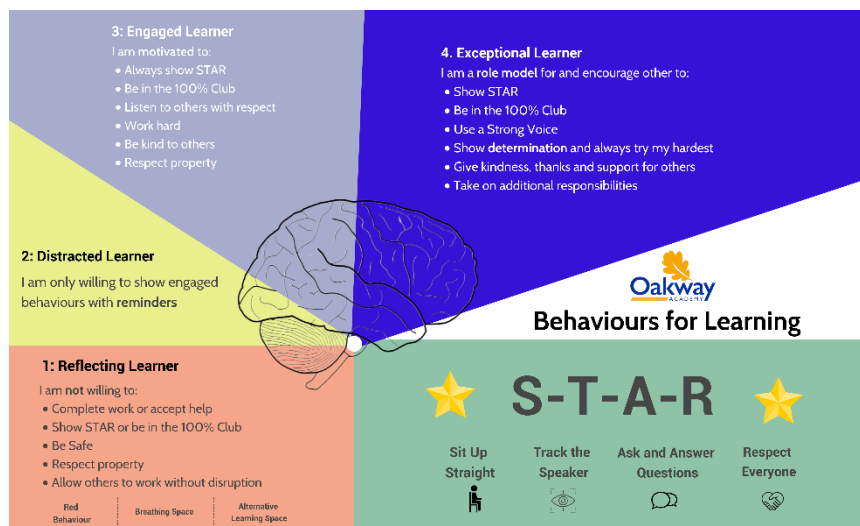 3: Engaged Learner
I am motivated to:
• Always show STAR
• Be in the 100% Club
• Listen to others with respect
• Work hard
• Be kind to others
• Respect property
4. Exceptional Learner
I am a role model for and encourage other to:
• Show STAR
• Be in the 100% Club
• Use a Strong Voice
• Show determination and always try my hardest
• Give kindness, thanks and support for others
• Take on additional responsibilities
2: Distracted Learner
I am only willing to show engaged
behaviours with reminders
Oakway
ACADEMY
Behaviours for Learning
1: Reflecting Learner
I am not willing to:
• Complete work or accept help
• Show STAR or be in the 100% Club
• Be Safe
• Respect property
• Allow others to work without disruption
Red
Behaviour
Breathing Space
Alternative
Learning Space
S-T-A-R
Sit Up
Straight
Track the
Speaker
Ask and Answer
Questions
Respect
Everyone